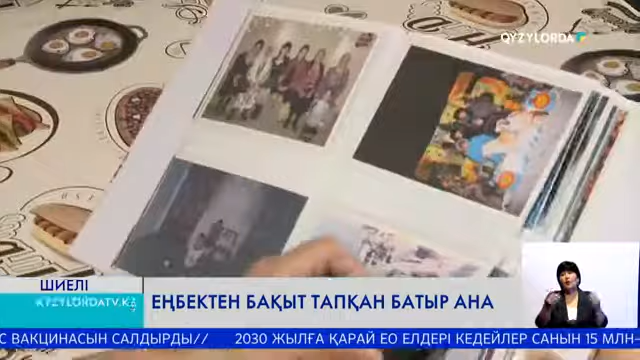 QYZYLORDA
ШИЕЛІ
KYZYLORDATV.KZ
ЕҢБЕКТЕН БАҚЫТ ТАПҚАН БАТЫР АНА
С ВАКЦИНАСЫН САЛДЫРДЫ// 2030 ЖЫЛҒА ҚАРАЙ ЕО ЕЛДЕРІ КЕДЕЙЛЕР САНЫН 15 МЛН-